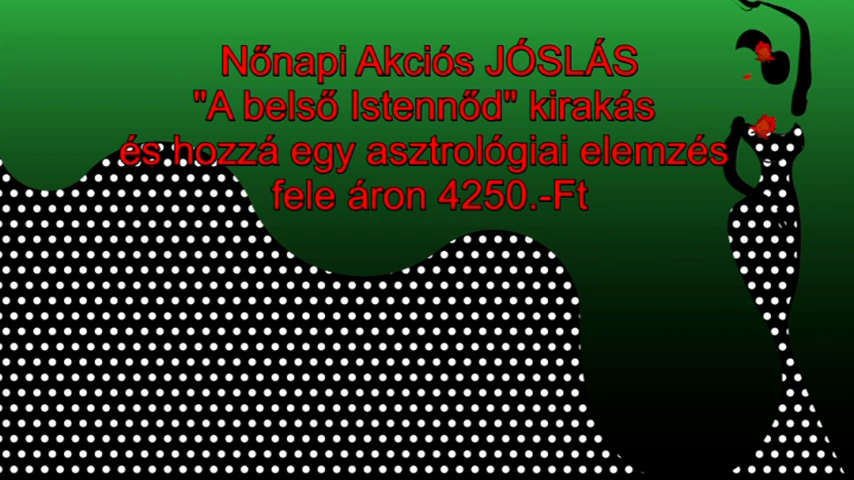 Nőnapi Akciós JÓSLÁS
"A belső Istennőd" kirakás
és hozzá egy asztrológiai elemzés
fele áron 4250.-Ft